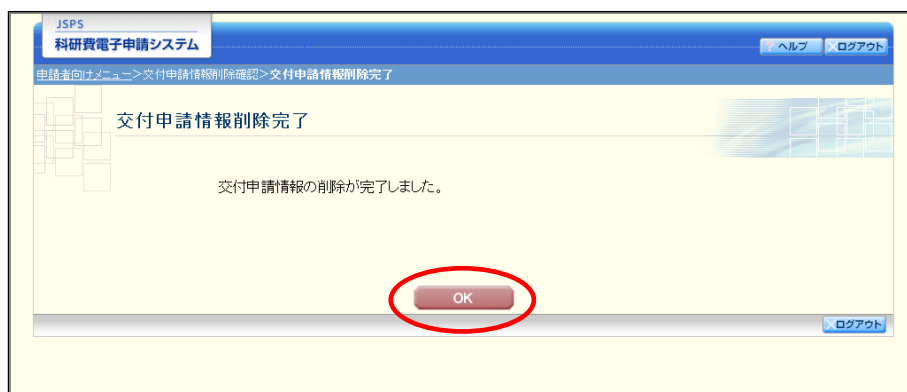 JSPS
科研費電子申請システム
ヘルプ
ログアウト
申請者向けメニュー>交付申請情報削除確認>交付申請情報削除完了
交付申請情報削除完了
交付申請情報の削除が完了しました。
OK
ログアウト